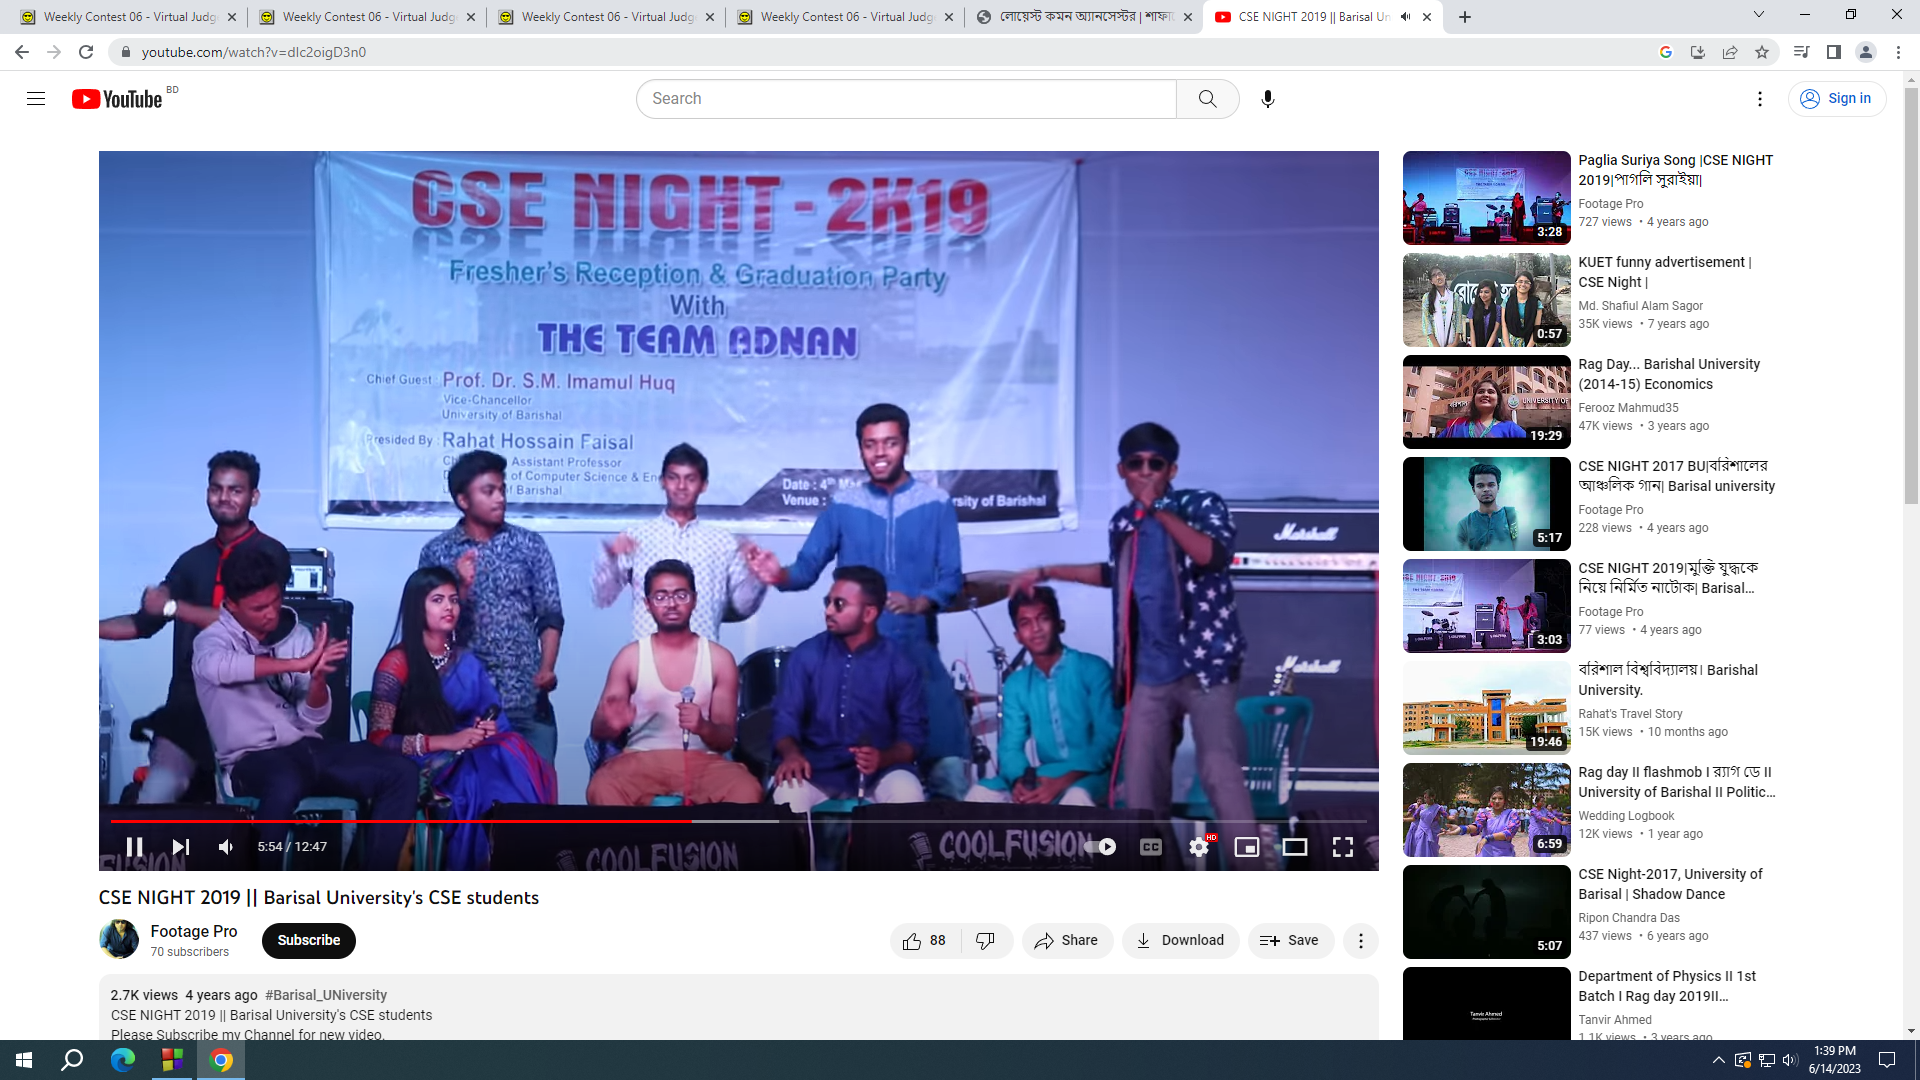 Weekly Contest 06 - Virtual Judg
Weekly Contest 06 - Virtual Judg
Weekly Contest 06 - Virtual Judg
Weekly Contest 06 - Virtual Judg
লোয়েস্ট কমন অ্যানসেস্টর | শাফা
CSE NIGHT 2019 || Barisal Un
youtube.com/watch?v=dIc2oigD3n0
YouTube BD
Search
Sign in
CSE NIGHT - 2K19
Fresher's Reception & Graduation Party
With
THE TEAM ADNAN
Chief Guest : Prof. Dr. S.M. Imamul Huq
Vice-Chancellor
University of Barishal
Presided By : Rahat Hossain Faisal
Assistant Professor
of Computer Science &
of Barishal
Date : 4
Venue : of Barishal
Marshall
Marshall
COOLFUSION
COOLFUSION
5:54 / 12:47
CC
HD
CSE NIGHT 2019 || Barisal University's CSE students
Footage Pro
70 subscribers
Subscribe
88
Share
Download
Save
2.7K views 4 years ago #Barisal_UNiversity
CSE NIGHT 2019 || Barisal University's CSE students
Please Subscribe my Channel for new video.
Paglia Suriya Song |CSE NIGHT
2019|পাগলি সুরাইয়া|
Footage Pro
727 views • 4 years ago
3:28
KUET funny advertisement |
CSE Night |
Md. Shafiul Alam Sagor
35K views • 7 years ago
0:57
Rag Day... Barishal University
(2014-15) Economics
Ferooz Mahmud35
47K views • 3 years ago
19:29
CSE NIGHT 2017 BU|বরিশালের
আঞ্চলিক গান| Barisal university
Footage Pro
228 views • 4 years ago
5:17
CSE NIGHT 2019|মুক্তি যুদ্ধকে
নিয়ে নির্মিত নাটোক| Barisal...
Footage Pro
77 views • 4 years ago
3:03
বরিশাল বিশ্ববিদ্যালয়। Barishal
University.
Rahat's Travel Story
15K views • 10 months ago
19:46
Rag day II flashmob I র‍্যাগ ডে II
University of Barishal II Politic...
Wedding Logbook
12K views • 1 year ago
6:59
CSE Night-2017, University of
Barisal | Shadow Dance
Ripon Chandra Das
437 views • 6 years ago
5:07
Department of Physics II 1st
Batch I Rag day 2019II...
Tanvir Ahmed
1.1K views • 3 years ago
Tanvir Ahmed
1:39 PM
6/14/2023